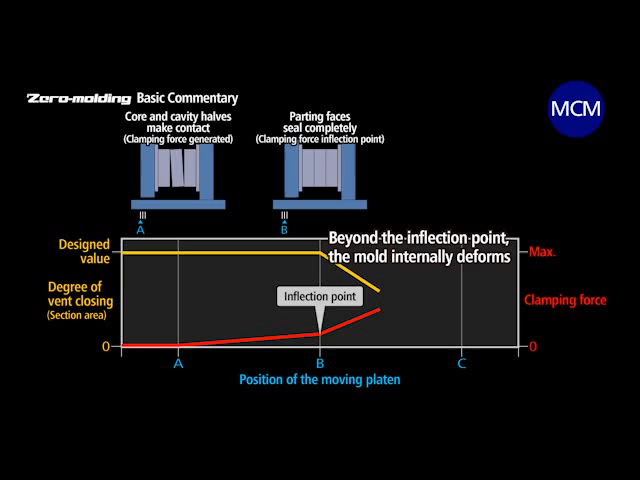 Zero-molding Basic Commentary
MCM
Core and cavity halves
make contact
(Clamping force generated)
Parting faces
seal completely
(Clamping force inflection point)
A
B
Beyond the inflection point,
the mold internally deforms
Designed
value
Max.
Degree of
vent closing
(Section area)
Inflection point
Clamping force
0
0
A
B
C
Position of the moving platen